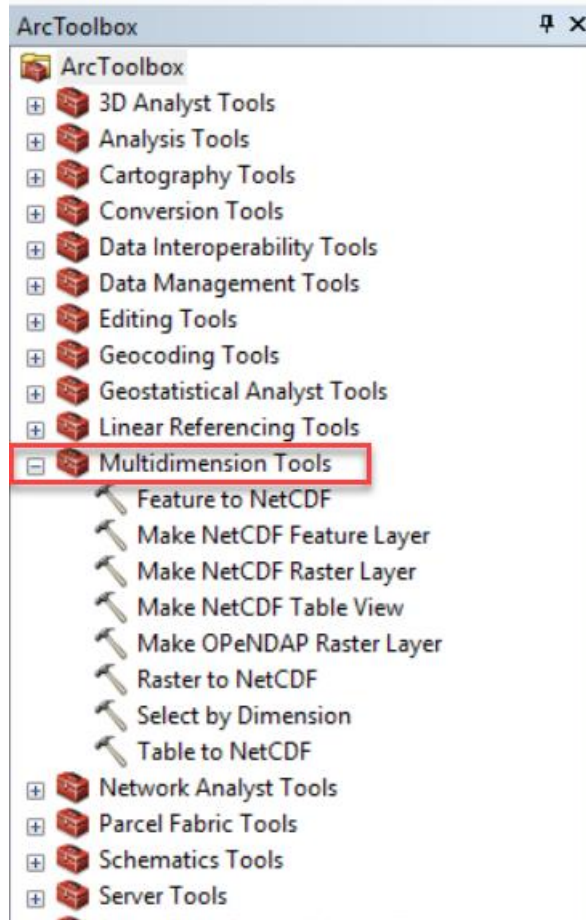 ArcToolbox
ArcToolbox
3D Analyst Tools
Analysis Tools
Cartography Tools
Conversion Tools
Data Interoperability Tools
Data Management Tools
Editing Tools
Geocoding Tools
Geostatistical Analyst Tools
Linear Referencing Tools
Multidimension Tools
Feature to NetCDF
Make NetCDF Feature Layer
Make NetCDF Raster Layer
Make NetCDF Table View
Make OPeNDAP Raster Layer
Raster to NetCDF
Select by Dimension
Table to NetCDF
Network Analyst Tools
Parcel Fabric Tools
Schematics Tools
Server Tools